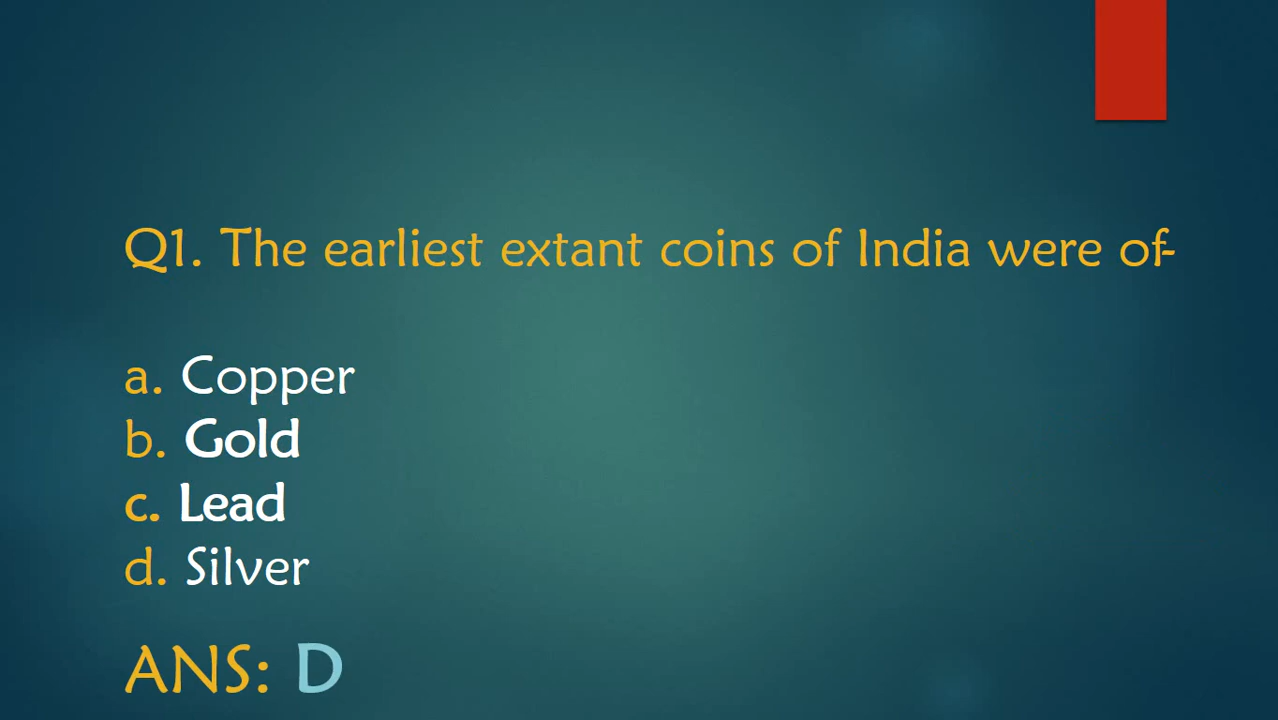 Q1. The earliest extant coins of India were of-
a. Copper
b. Gold
c. Lead
d. Silver
ANS: D